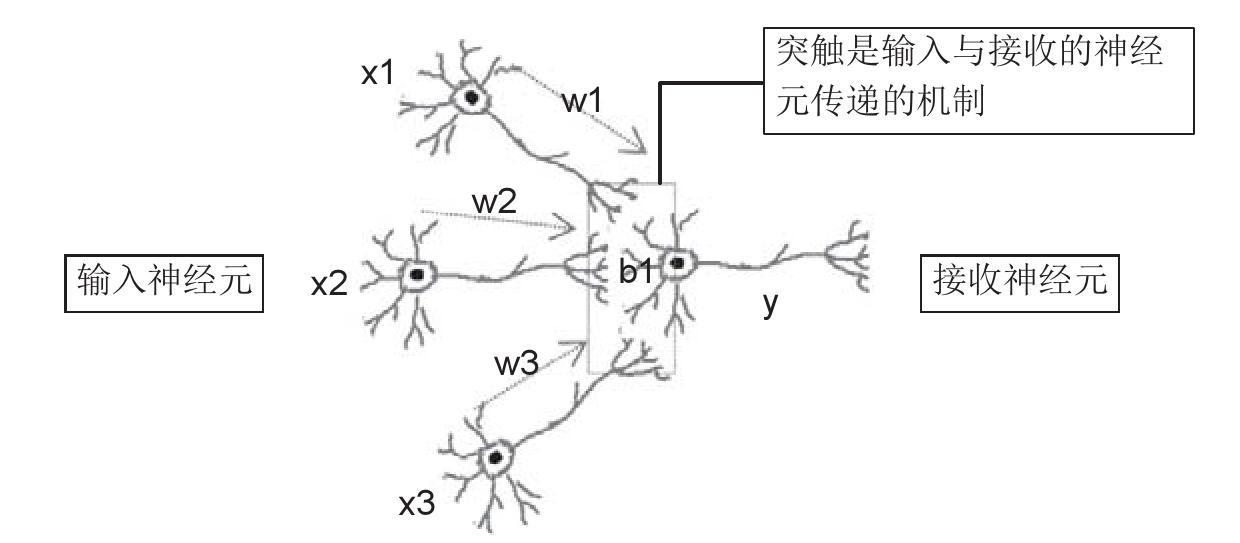 突触是输入与接收的神经
元传递的机制
x1
w1
w2
输入神经元
x2
b1
接收神经元
y
w3
x3